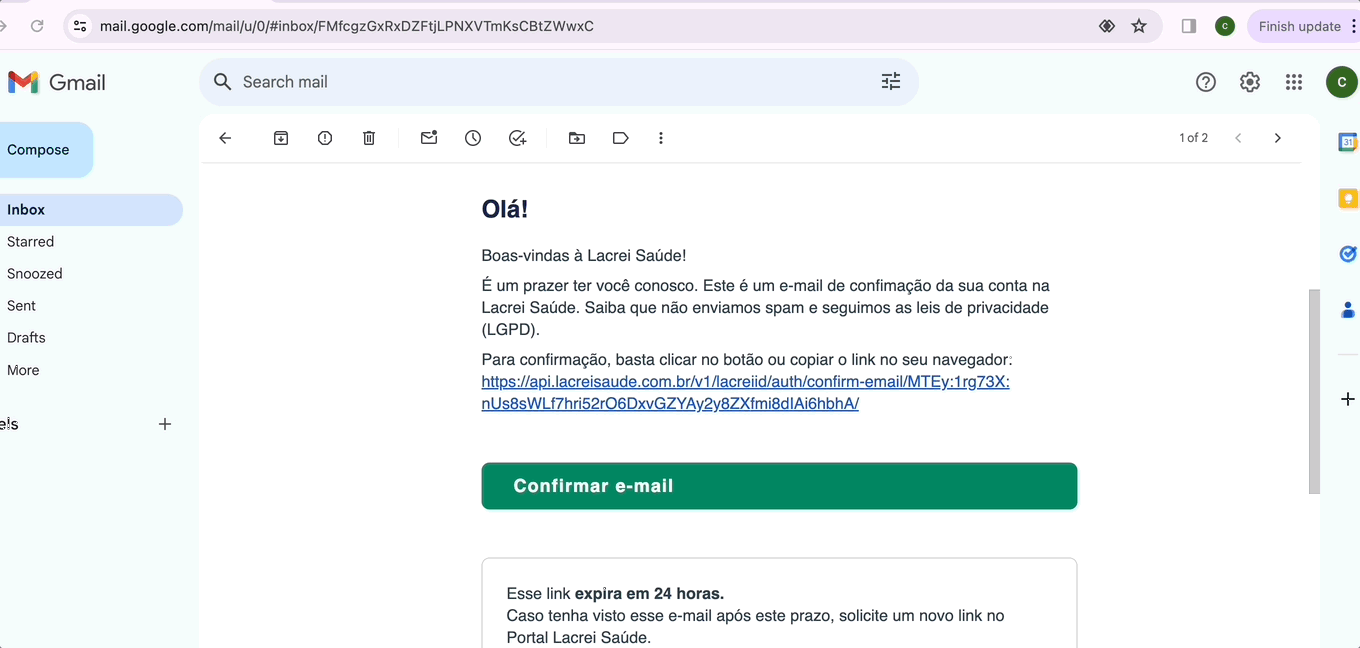 mail.google.com/mail/u/0/#inbox/FMfcgzGxRxDZFtjLPNXVTmKsCBtZWwxC
C
Finish update
Gmail
Search mail
C
Compose
1 of 2
31
Inbox
Starred
Snoozed
Sent
Drafts
More
els
Olá!
Boas-vindas à Lacrei Saúde!
É um prazer ter você conosco. Este é um e-mail de confimação da sua conta na
Lacrei Saúde. Saiba que não enviamos spam e seguimos as leis de privacidade
(LGPD).
Para confirmação, basta clicar no botão ou copiar o link no seu navegador:
https://api.lacreisaude.com.br/v1/lacreiid/auth/confirm-email/MTEy:1rg73X:
nUs8sWLf7hri52rO6DxvGZYAy2y8ZXfmi8dIAi6hbhA/
Confirmar e-mail
Esse link expira em 24 horas.
Caso tenha visto esse e-mail após este prazo, solicite um novo link no
Portal Lacrei Saúde.